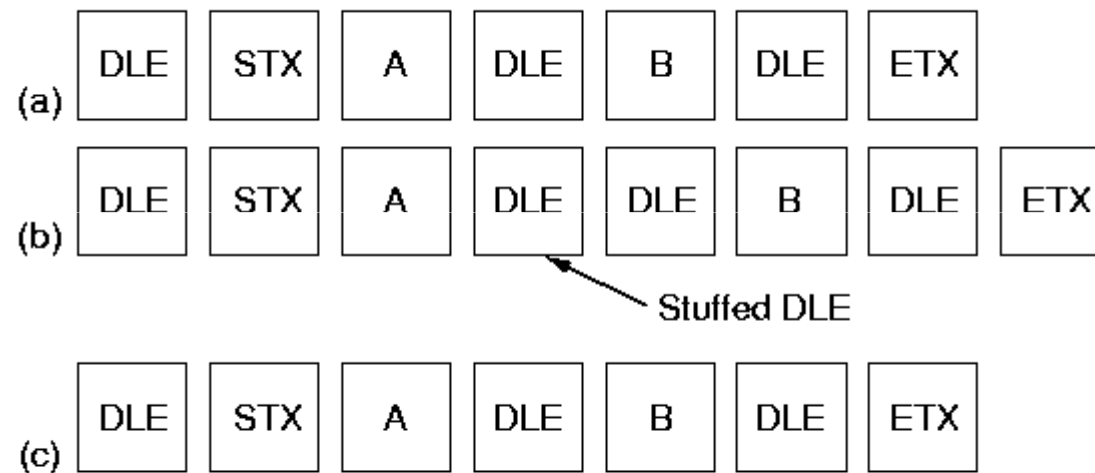 DLE STX A DLE B DLE ETX
(a)
DLE STX A DLE DLE B DLE ETX
(b)
Stuffed DLE
DLE STX A DLE B DLE ETX
(c)